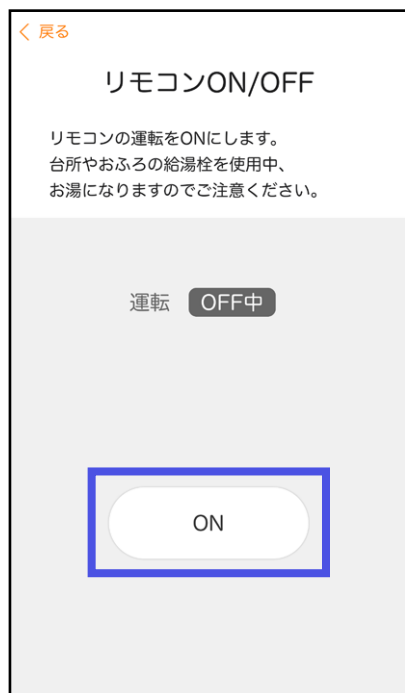 < 戻る
リモコンON/OFF
リモコンの運転をONにします。
台所やおふろの給湯栓を使用中、
お湯になりますのでご注意ください。
運転 OFF中
ON